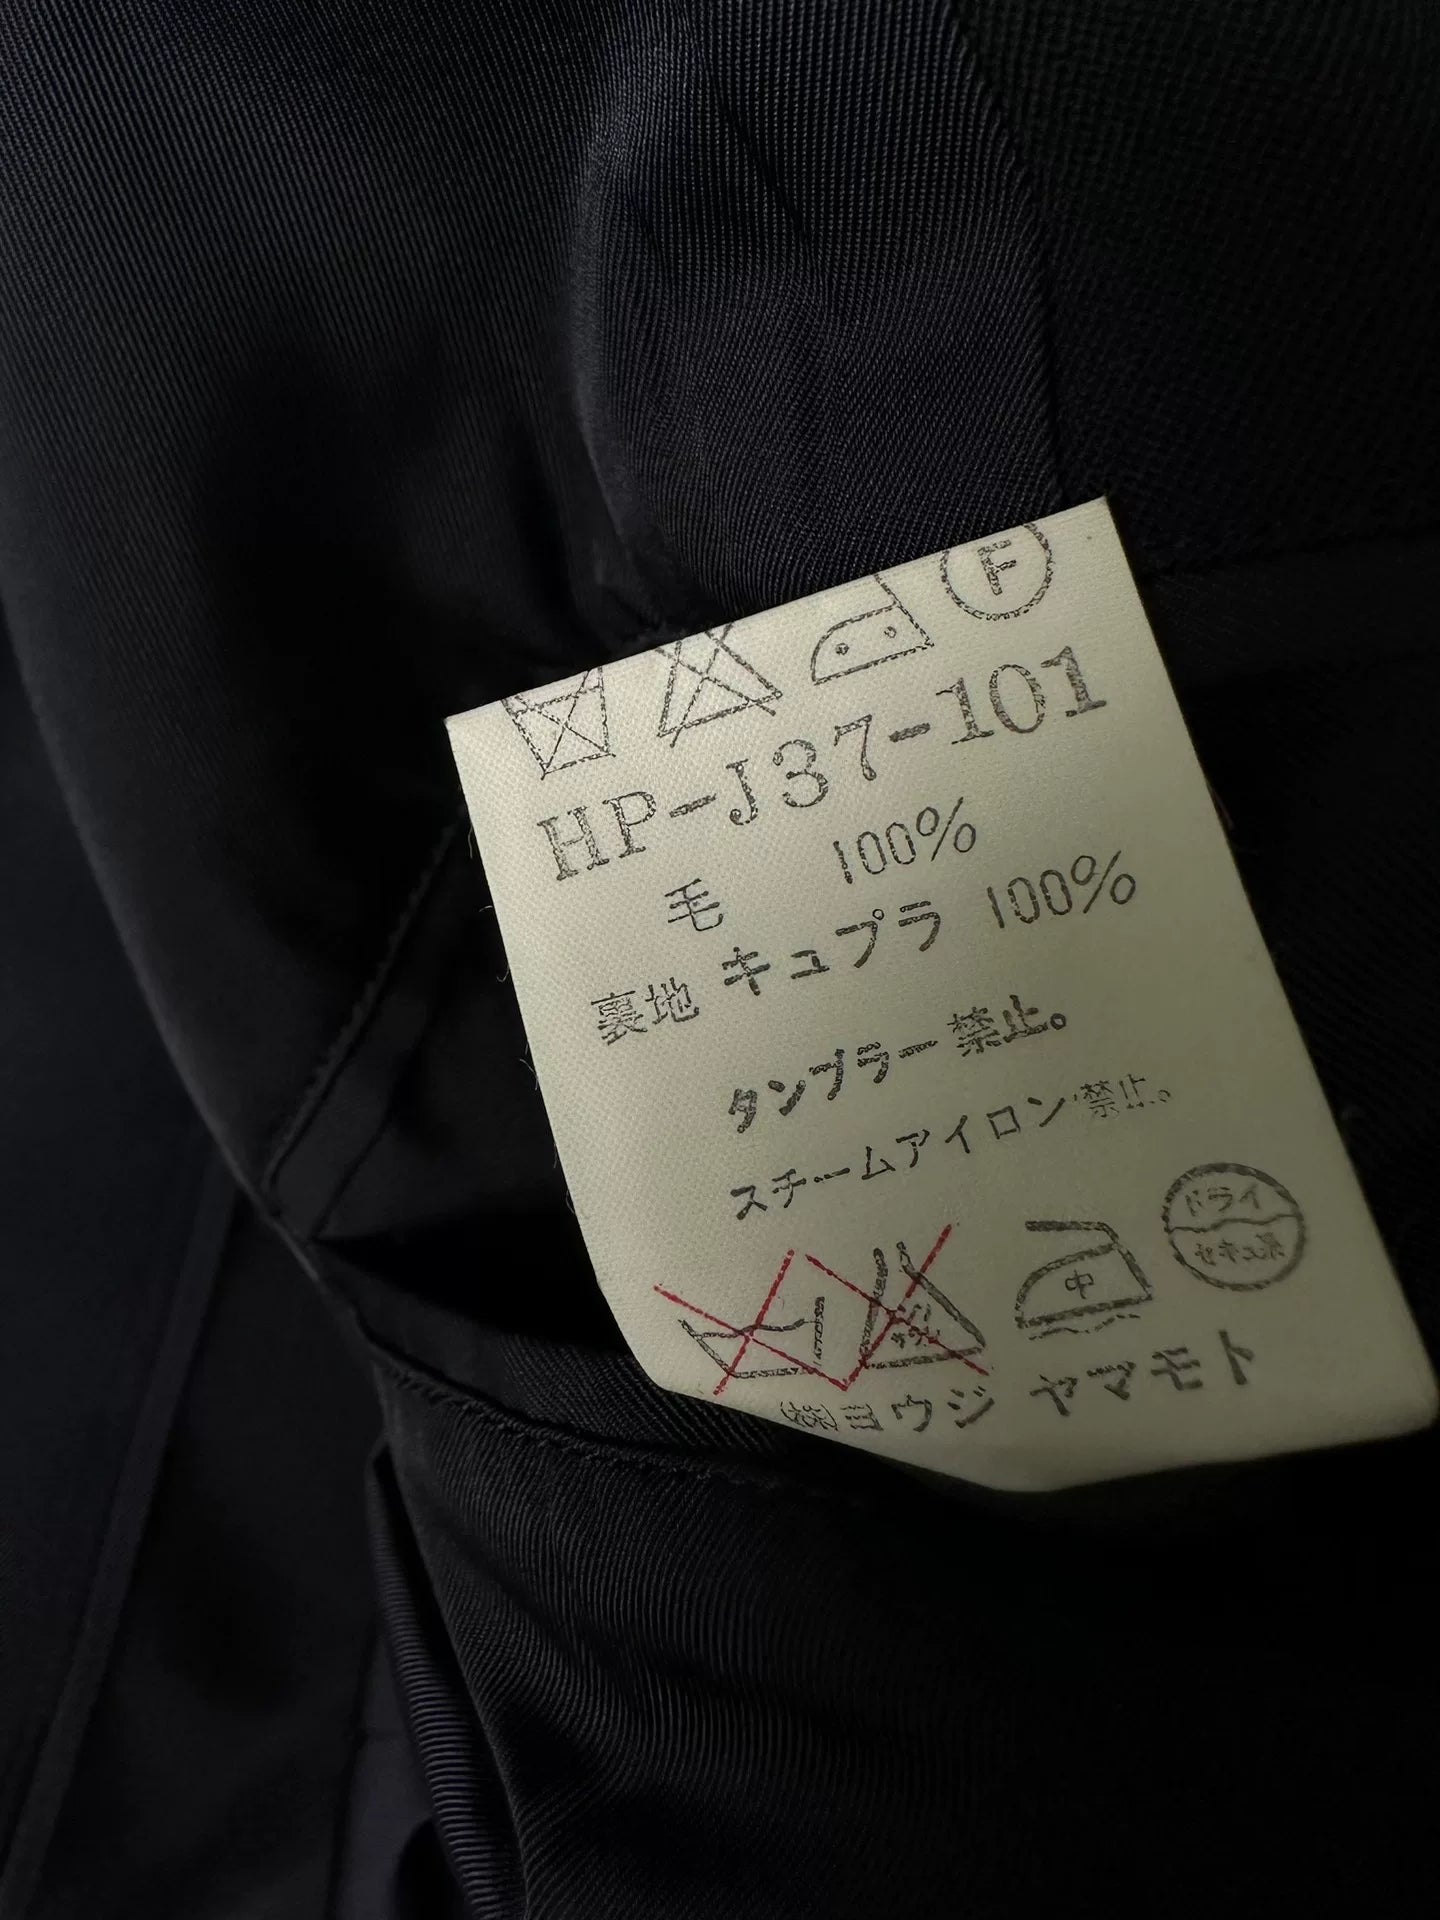 F
HP-J37-101
毛 100%
裏地 キュプラ 100%
タンブラー禁止。
スチームアイロン禁止。
中
ドライ
㈱ヨウジ ヤマモト